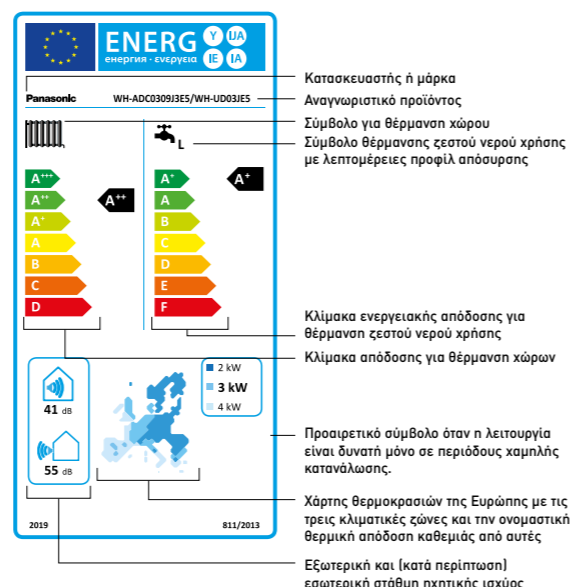 ENERG Y IJA
енергия · ενεργεια IE IA
Panasonic WH-ADC0309J3E5/WH-UD03JE5
L
A+++
A++
A+
A
B
C
D
A++
A+
A
B
C
D
E
F
A+
2 kW
3 kW
4 kW
41 dB
55 dB
2019 811/2013
Κατασκευαστής ή μάρκα
Αναγνωριστικό προϊόντος
Σύμβολο για θέρμανση χώρου
Σύμβολο θέρμανσης ζεστού νερού χρήσης
με λεπτομέρειες προφίλ απόσυρσης
Κλίμακα ενεργειακής απόδοσης για
θέρμανση ζεστού νερού χρήσης
Κλίμακα απόδοσης για θέρμανση χώρων
Προαιρετικό σύμβολο όταν η λειτουργία
είναι δυνατή μόνο σε περιόδους χαμηλής
κατανάλωσης.
Χάρτης θερμοκρασιών της Ευρώπης με τις
τρεις κλιματικές ζώνες και την ονομαστική
θερμική απόδοση καθεμιάς από αυτές
Εξωτερική και (κατά περίπτωση)
εσωτερική στάθμη ηχητικής ισχύος